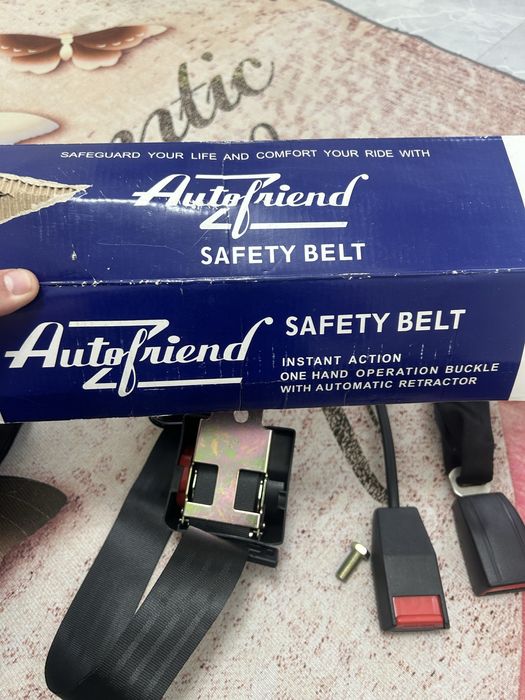 SAFEGUARD YOUR LIFE AND COMFORT YOUR RIDE WITH
Autofriend
SAFETY BELT
Autofriend
SAFETY BELT
INSTANT ACTION
ONE HAND OPERATION BUCKLE
WITH AUTOMATIC RETRACTOR